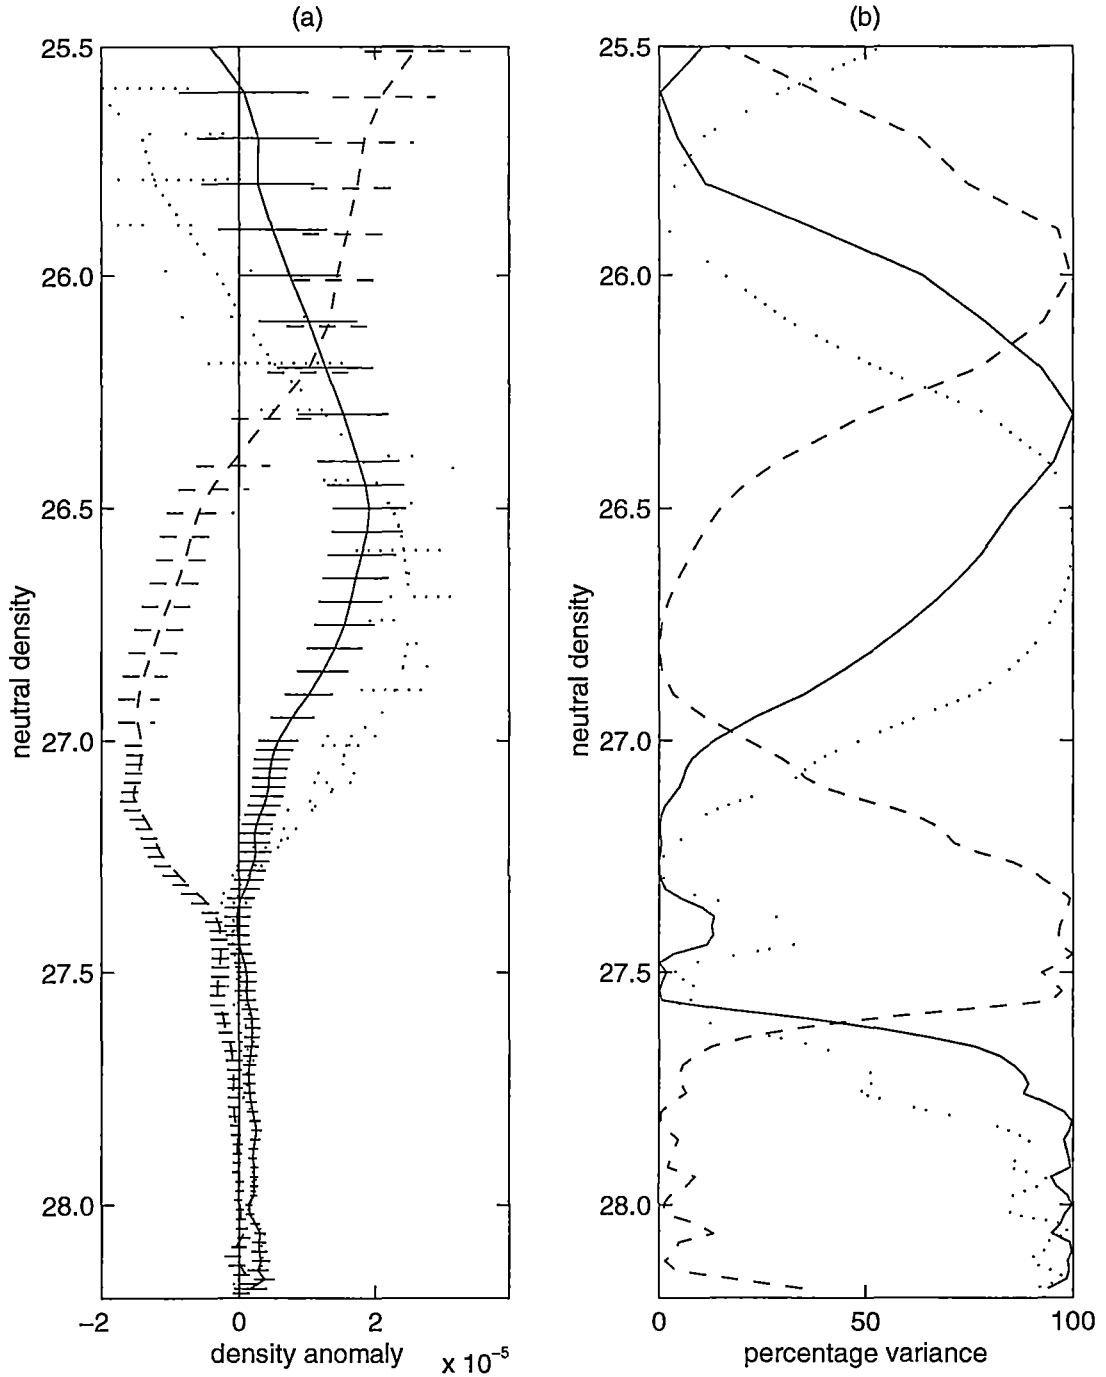 (a)
25.5
26.0
26.5
27.0
27.5
28.0
neutral density
−2
0
2
x 10−5
density anomaly
(b)
25.5
26.0
26.5
27.0
27.5
28.0
neutral density
0
50
100
percentage variance